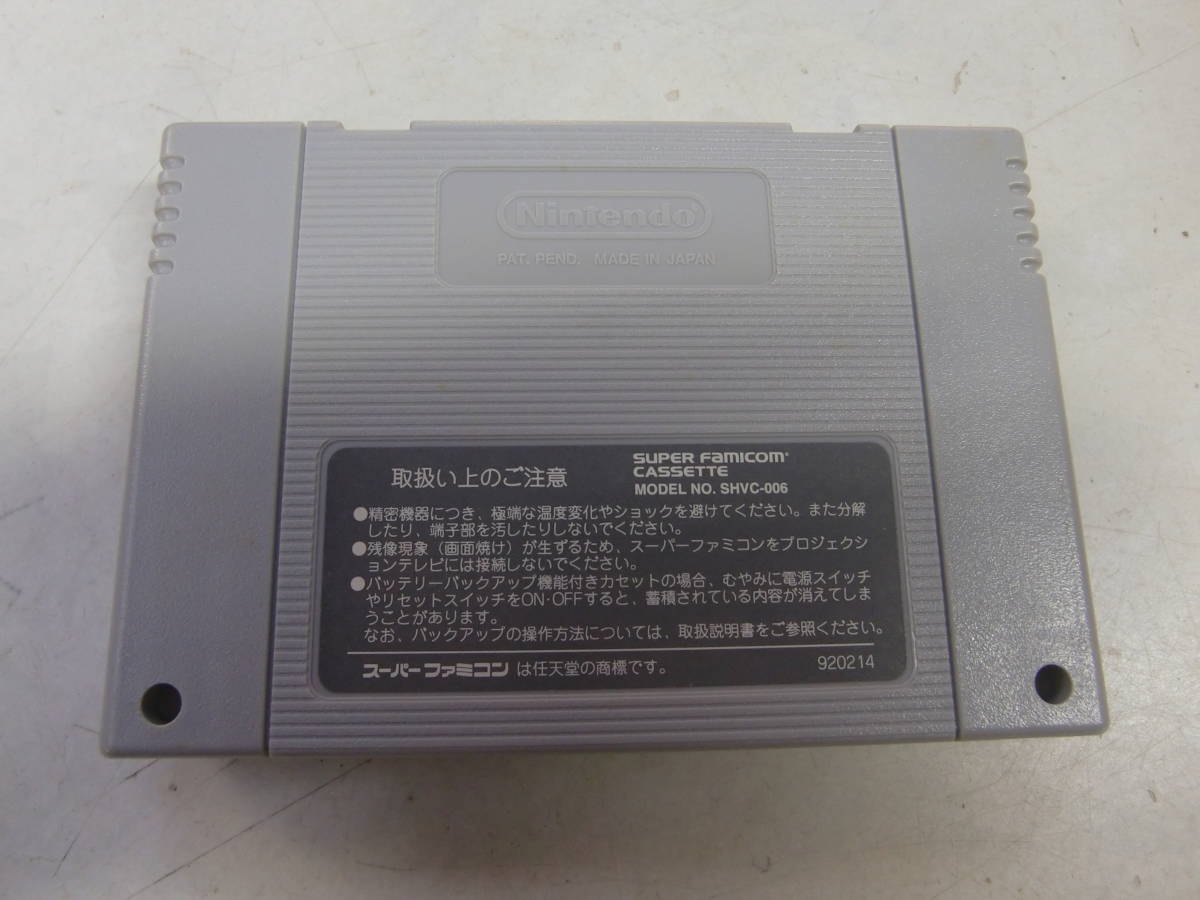 Nintendo
PAT. PEND. MADE IN JAPAN
取扱い上のご注意
SUPER FAMICOM
CASSETTE
MODEL NO. SHVC-006
●精密機器につき、極端な温度変化やショックを避けてください。また分解
したり、端子部を汚したりしないでください。
●残像現象（画面焼け）が生ずるため、スーパーファミコンをプロジェクシ
ョンテレビには接続しないでください。
●バッテリーバックアップ機能付きカセットの場合、むやみに電源スイッチ
やリセットスイッチをON・OFFすると、蓄積されている内容が消えてしま
うことがあります。
なお、バックアップの操作方法については、取扱説明書をご参照ください。
スーパーファミコンは任天堂の商標です。
920214